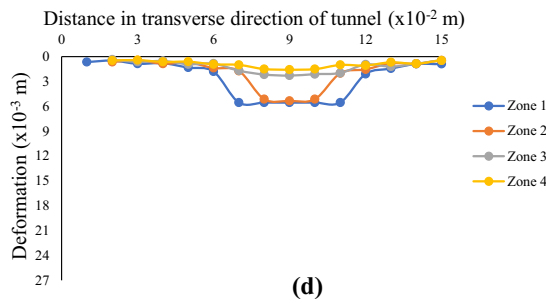 Distance in transverse direction of tunnel (x10⁻² m)
0 3 6 9 12 15
Deformation (x10⁻³ m)
0
3
6
9
12
15
18
21
24
27
Zone 1
Zone 2
Zone 3
Zone 4
(d)